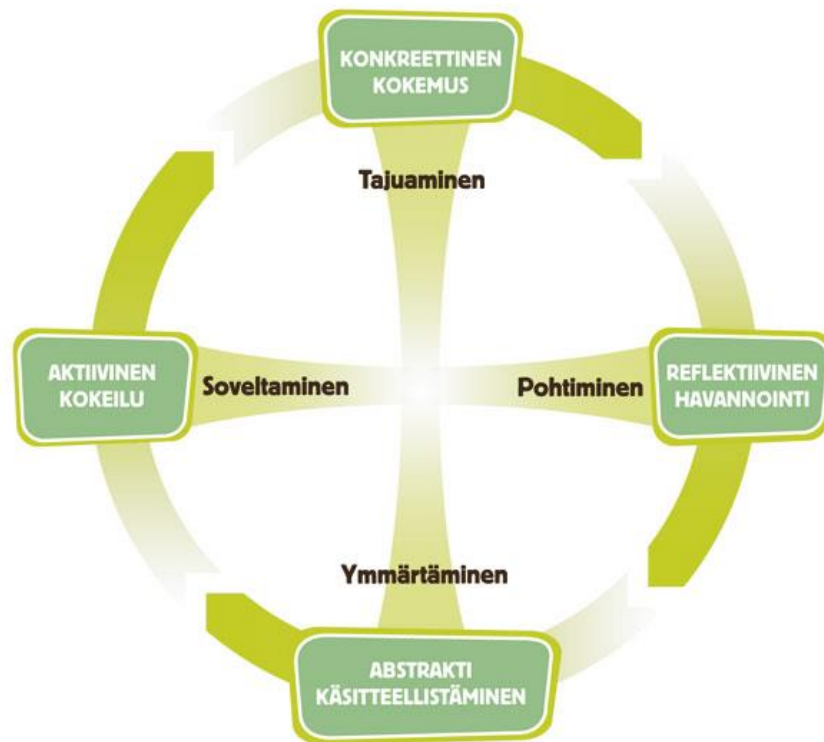 KONKREETTINEN
KOKEMUS
Tajuaminen
AKTIIVINEN
KOKEILU
Soveltaminen
Pohtiminen
REFLEKTIIVINEN
HAVANNOINTI
Ymmärtäminen
ABSTRAKTI
KÄSITTEELLISTÄMINEN